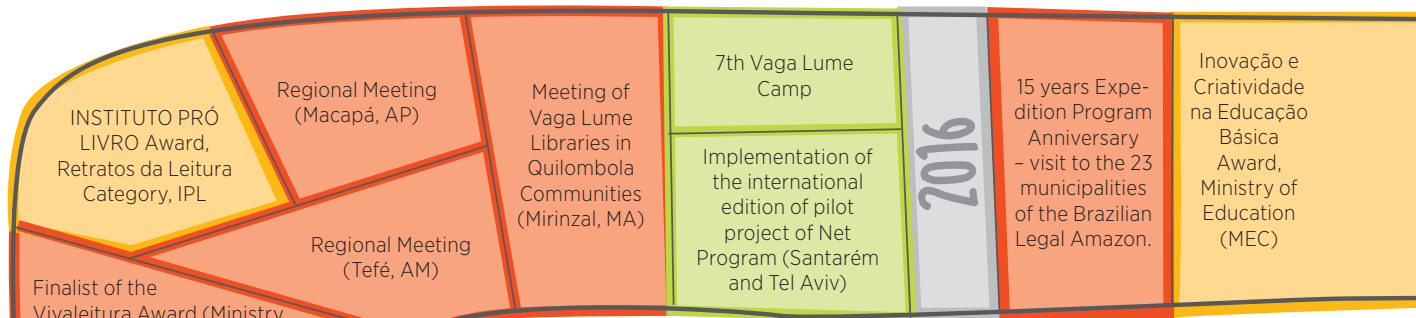 INSTITUTO PRÓ
LIVRO Award,
Retratos da Leitura
Category, IPL
Regional Meeting
(Macapá, AP)
Finalist of the
Vivaleitura Award (Ministry
Regional Meeting
(Tefé, AM)
Meeting of
Vaga Lume
Libraries in
Quilombola
Communities
(Mirinzal, MA)
7th Vaga Lume
Camp
Implementation of
the international
edition of pilot
project of Net
Program (Santarém
and Tel Aviv)
2016
15 years Expe-
dition Program
Anniversary
– visit to the 23
municipalities
of the Brazilian
Legal Amazon.
Inovação e
Criatividade
na Educação
Básica
Award,
Ministry of
Education
(MEC)